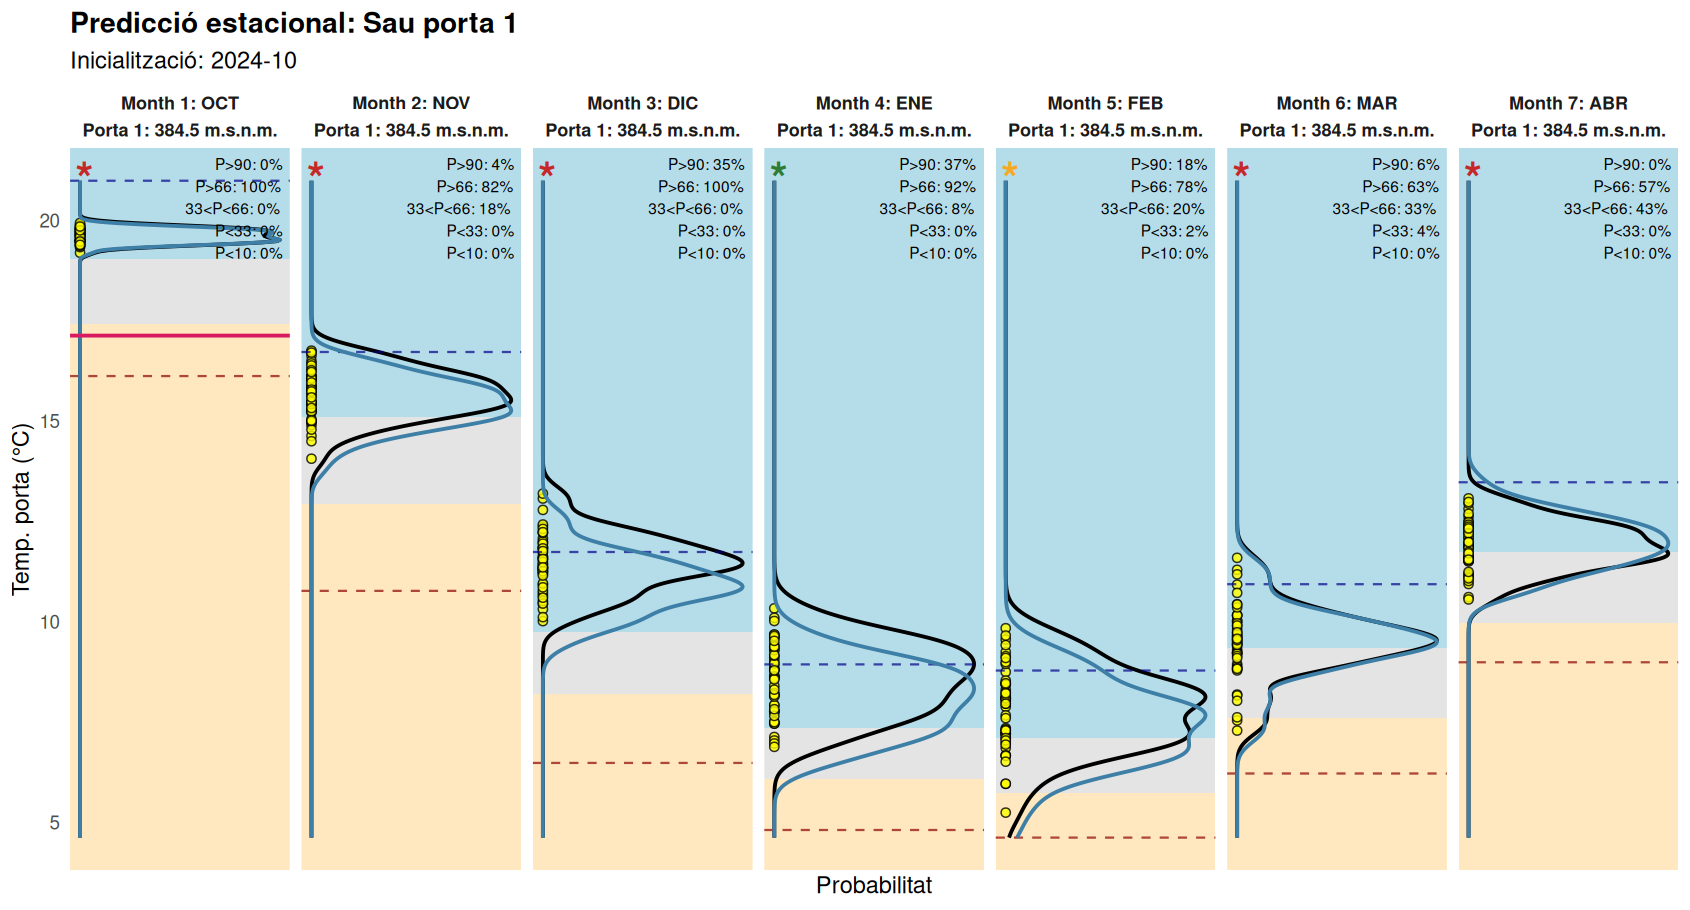 Predicció estacional: Sau porta 1
Inicialització: 2024-10
Month 1: OCT
Porta 1: 384.5 m.s.n.m.
Month 2: NOV
Porta 1: 384.5 m.s.n.m.
Month 3: DIC
Porta 1: 384.5 m.s.n.m.
Month 4: ENE
Porta 1: 384.5 m.s.n.m.
Month 5: FEB
Porta 1: 384.5 m.s.n.m.
Month 6: MAR
Porta 1: 384.5 m.s.n.m.
Month 7: ABR
Porta 1: 384.5 m.s.n.m.
*
P>90: 0%
P>66: 100%
33<P<66: 0%
P<33: 0%
P<10: 0%
*
P>90: 4%
P>66: 82%
33<P<66: 18%
P<33: 0%
P<10: 0%
*
P>90: 35%
P>66: 100%
33<P<66: 0%
P<33: 0%
P<10: 0%
*
P>90: 37%
P>66: 92%
33<P<66: 8%
P<33: 0%
P<10: 0%
*
P>90: 18%
P>66: 78%
33<P<66: 20%
P<33: 2%
P<10: 0%
*
P>90: 6%
P>66: 63%
33<P<66: 33%
P<33: 4%
P<10: 0%
*
P>90: 0%
P>66: 57%
33<P<66: 43%
P<33: 0%
P<10: 0%
20
15
10
5
Temp. porta (°C)
Probabilitat